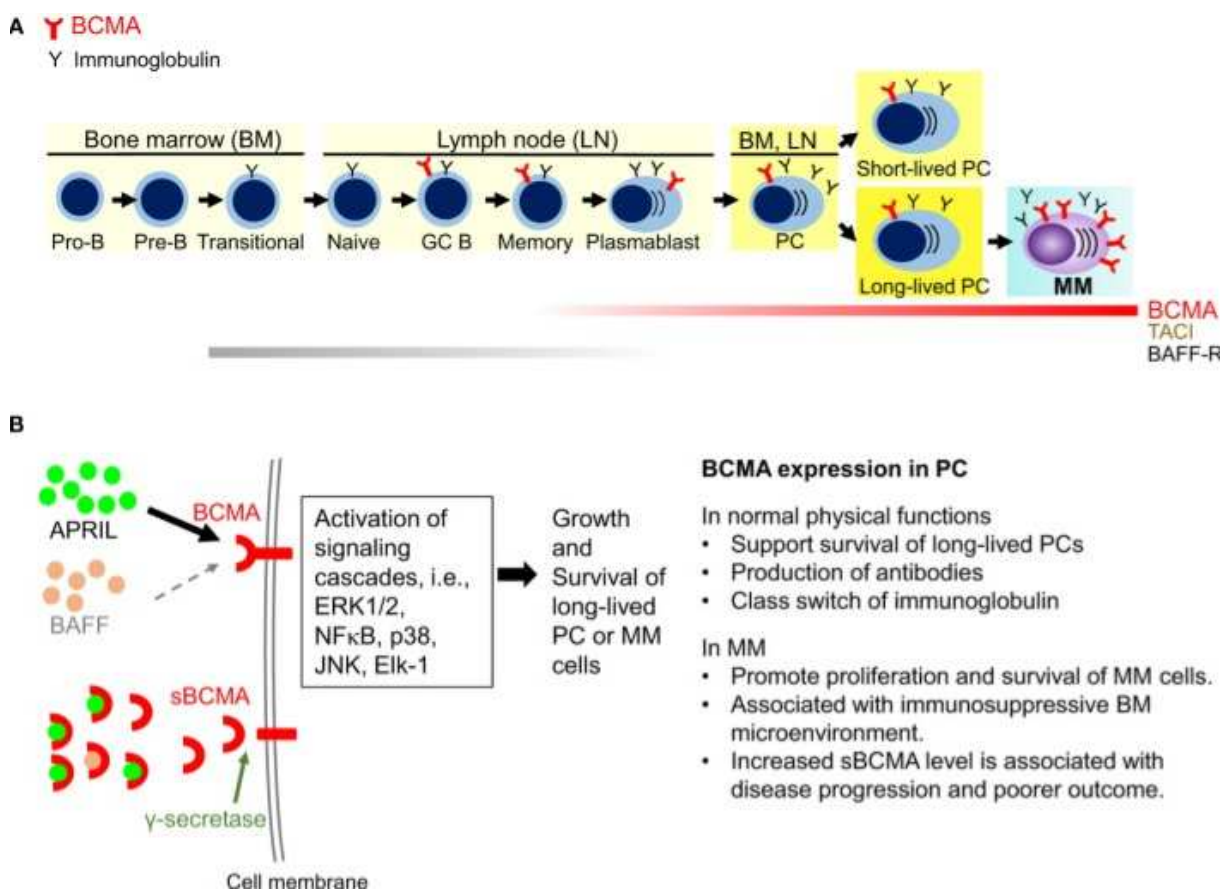 A
BCMA
Y Immunoglobulin
Bone marrow (BM)
Lymph node (LN)
BM, LN
Pro-B
Pre-B
Transitional
Naive
GC B
Memory
Plasmablast
PC
Short-lived PC
Long-lived PC
MM
BCMA
TACI
BAFF-R
B
APRIL
BAFF
BCMA
sBCMA
γ-secretase
Cell membrane
Activation of
signaling
cascades, i.e.,
ERK1/2,
NFκB, p38,
JNK, Elk-1
Growth
and
Survival of
long-lived
PC or MM
cells
BCMA expression in PC
In normal physical functions
• Support survival of long-lived PCs
• Production of antibodies
• Class switch of immunoglobulin
In MM
• Promote proliferation and survival of MM cells.
• Associated with immunosuppressive BM
microenvironment.
• Increased sBCMA level is associated with
disease progression and poorer outcome.